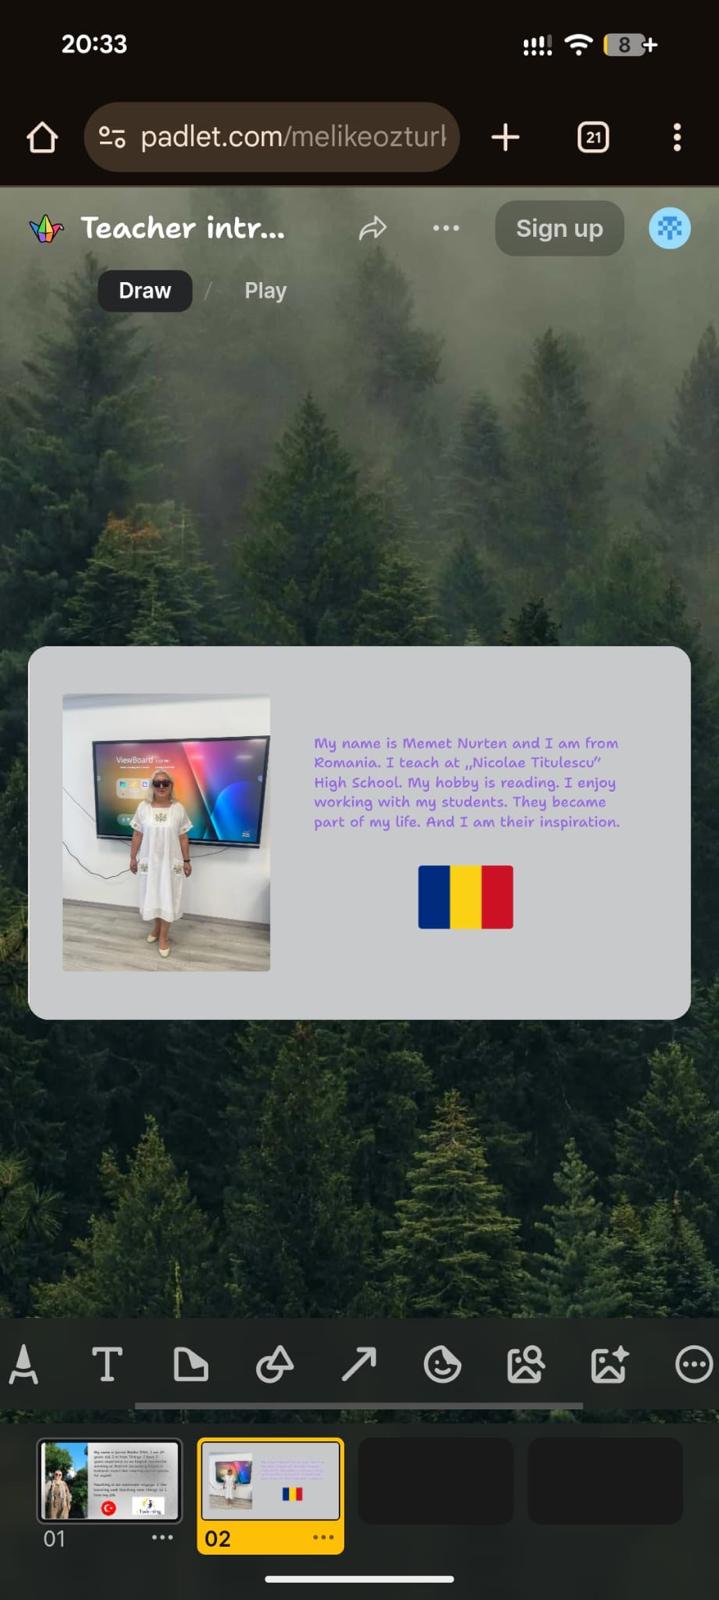 20:33
8
padlet.com/melikeozturk
21
Teacher intr...
Sign up
Draw / Play
ViewBoard
My name is Memet Nurten and I am from
Romania. I teach at „Nicolae Titulescu”
High School. My hobby is reading. I enjoy
working with my students. They became
part of my life. And I am their inspiration.
T
01
02